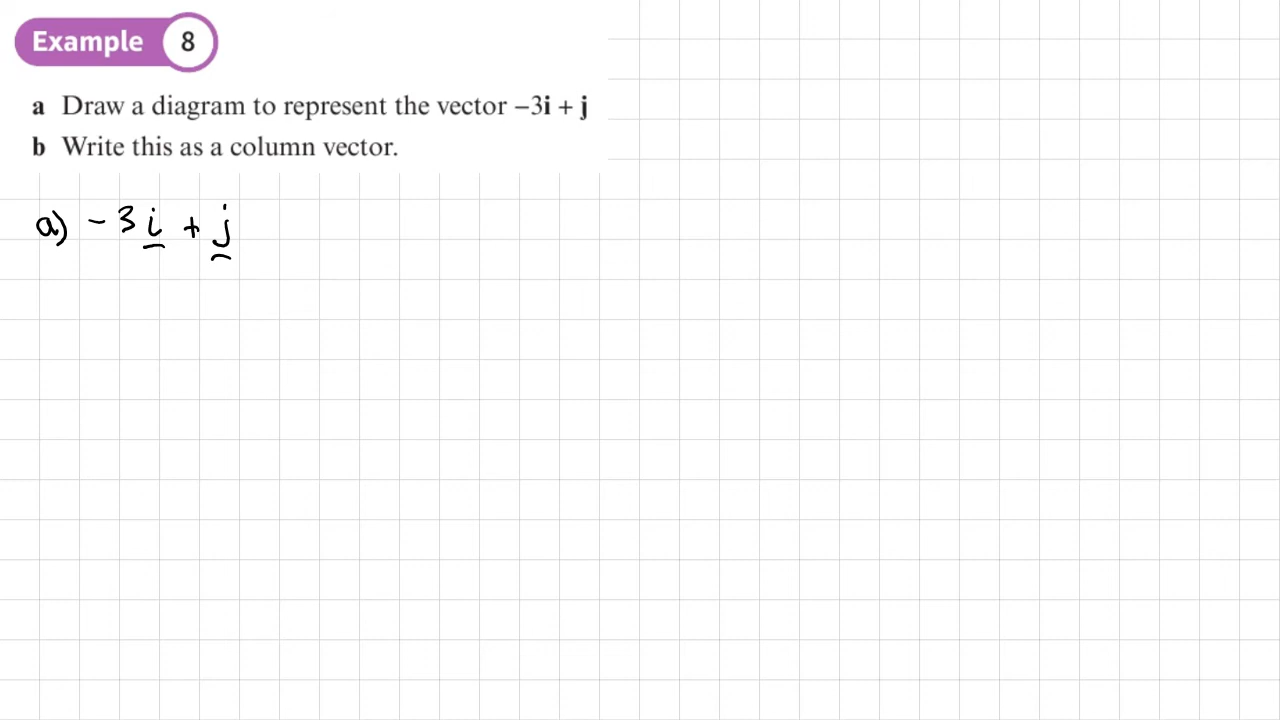 Example 8
a Draw a diagram to represent the vector −3i + j
b Write this as a column vector.
a) -3i + j